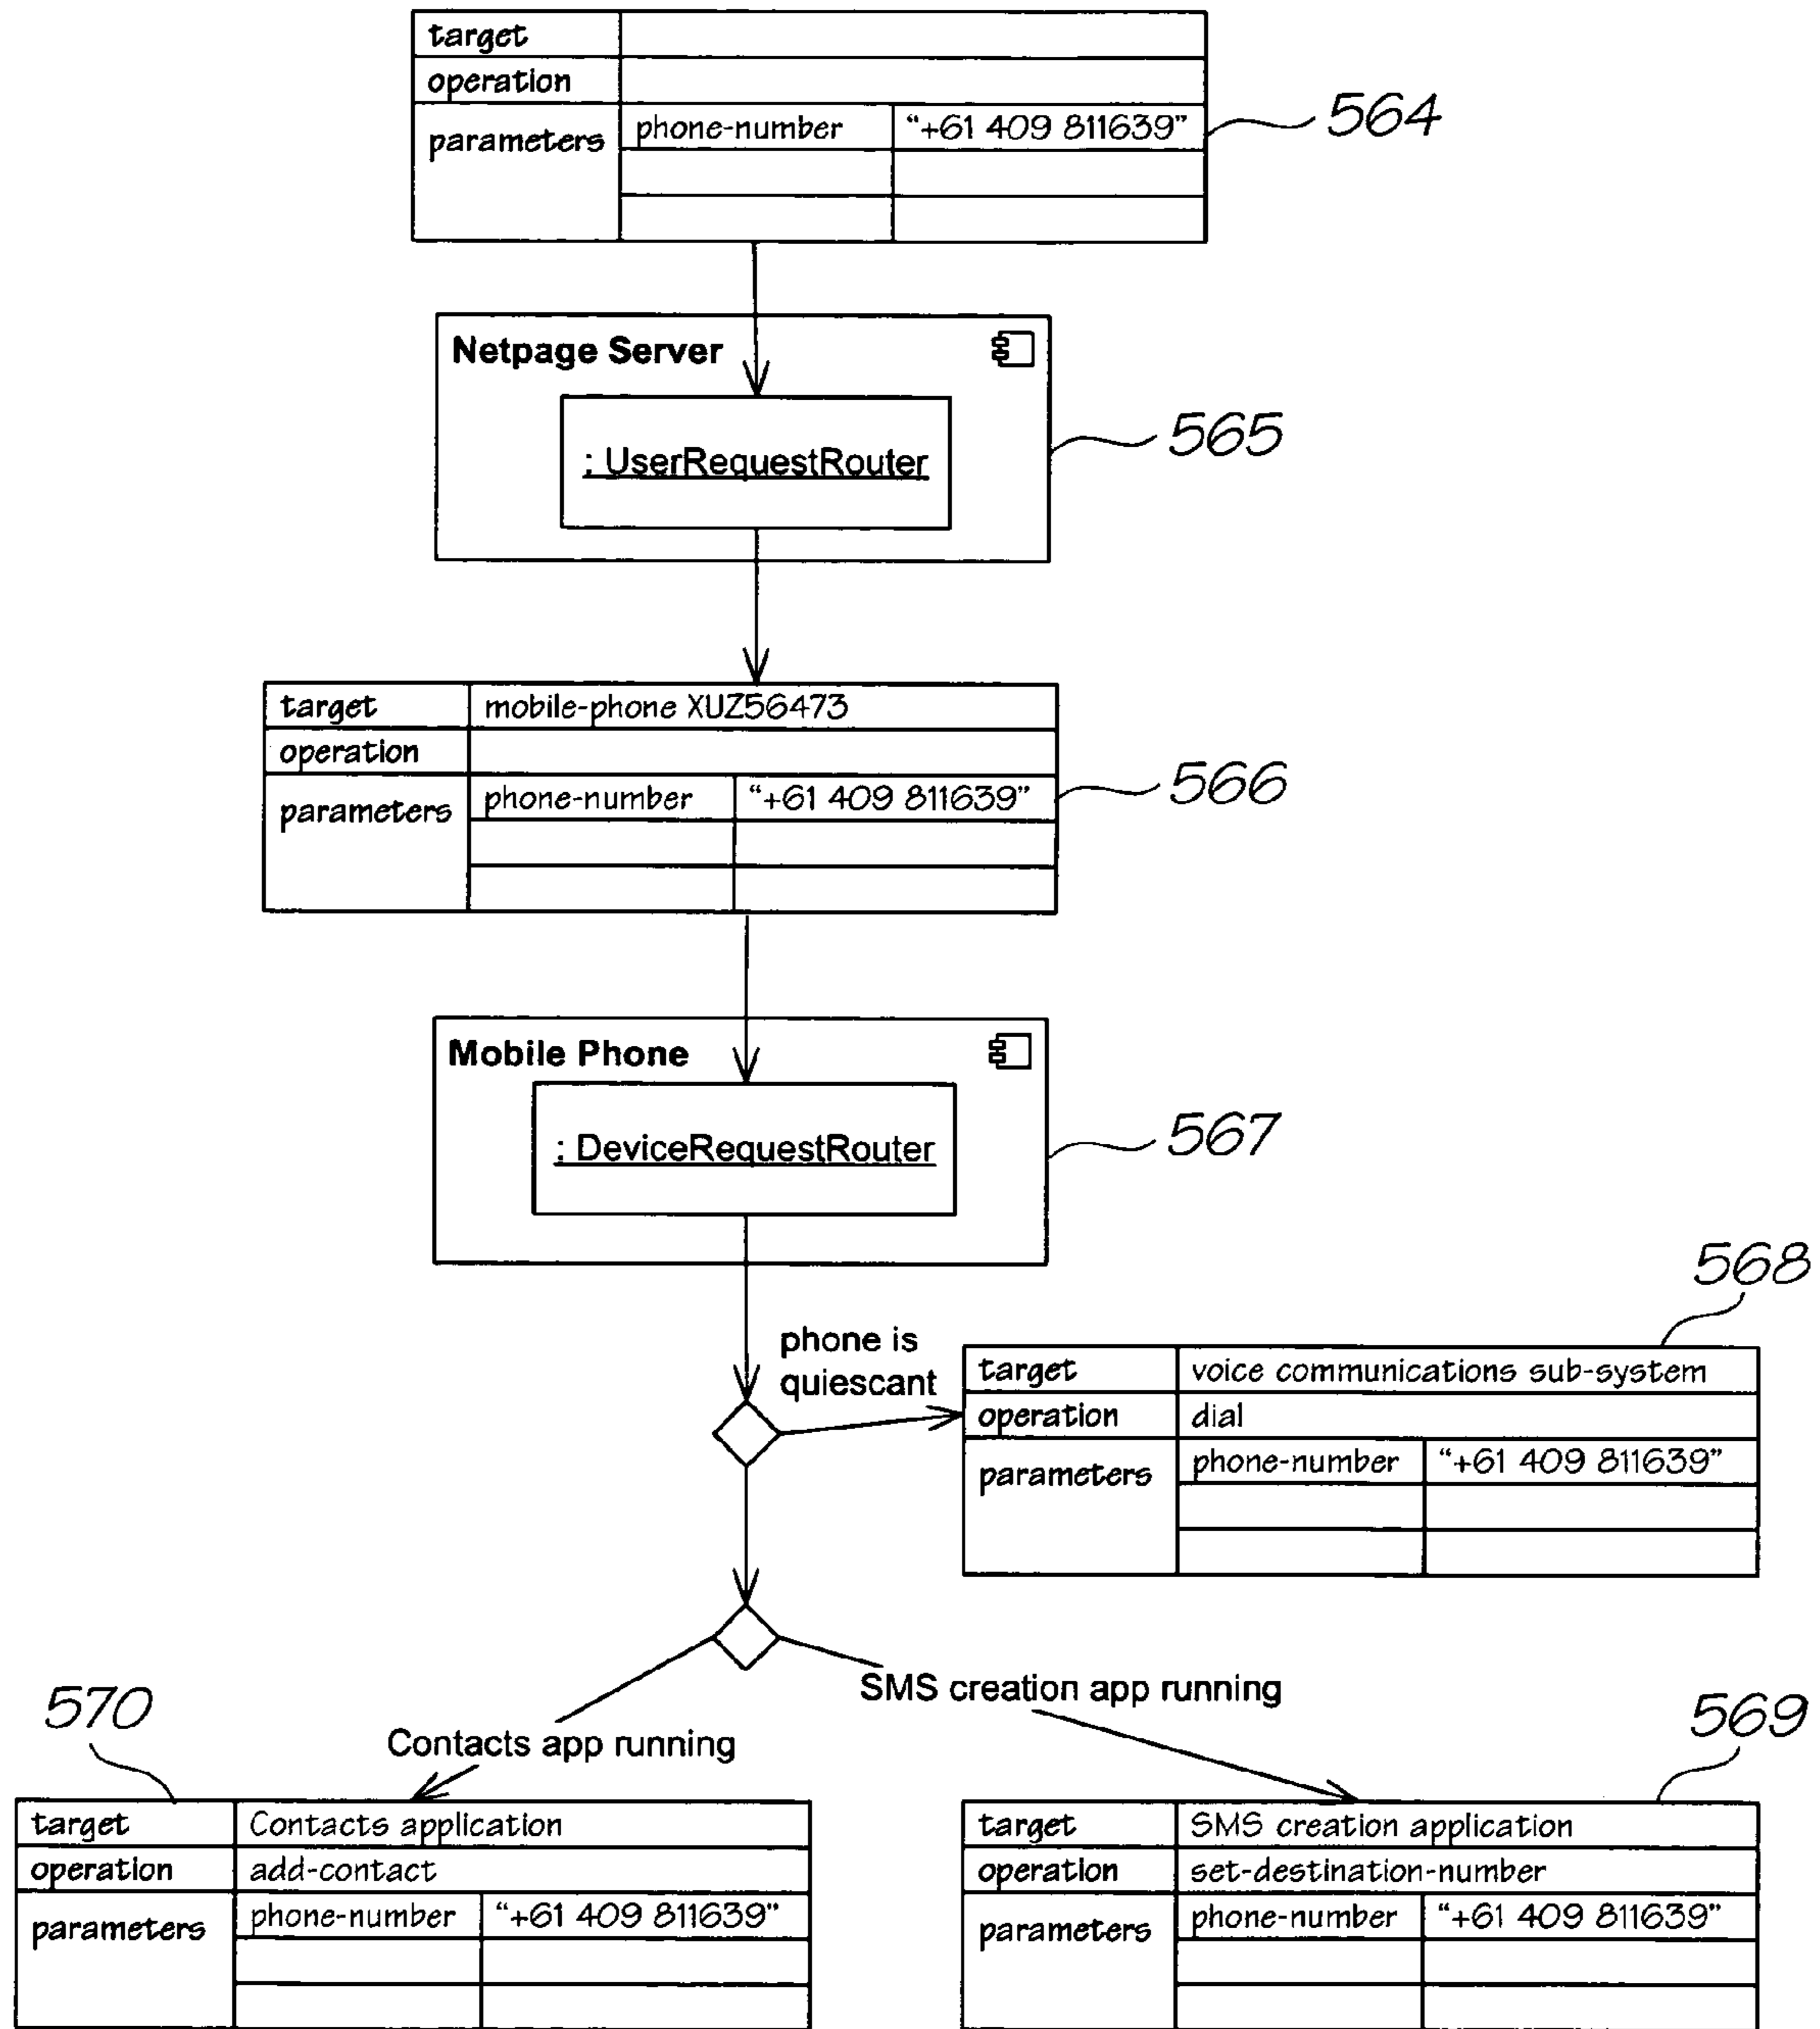 target
operation
parameters phone-number "+61 409 811639"
564
Netpage Server
: UserRequestRouter
565
target mobile-phone XUZ56473
operation
parameters phone-number "+61 409 811639"
566
Mobile Phone
: DeviceRequestRouter
567
phone is
quiescant
568
target voice communications sub-system
operation dial
parameters phone-number "+61 409 811639"
SMS creation app running
Contacts app running
570
target Contacts application
operation add-contact
parameters phone-number "+61 409 811639"
569
target SMS creation application
operation set-destination-number
parameters phone-number "+61 409 811639"